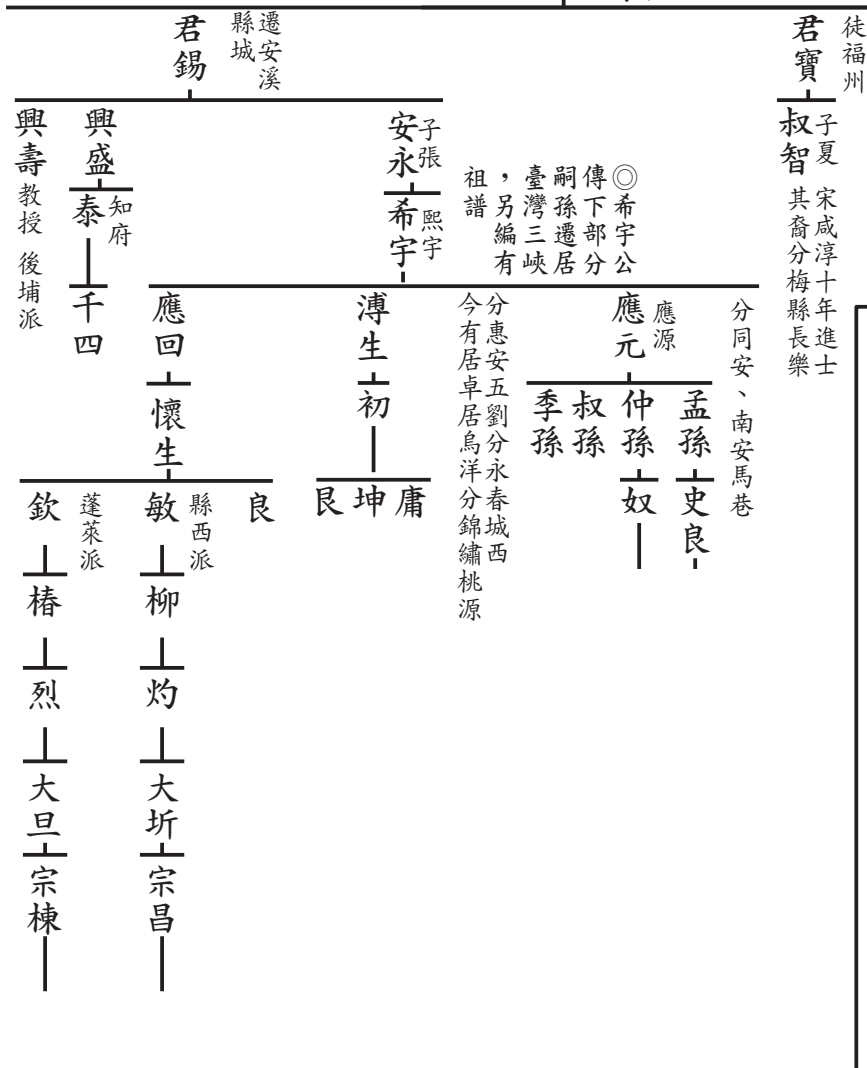 徒福州
君寶
子夏
叔智
宋咸淳十年進士
其裔分梅縣長樂
遷安溪
縣城
君錫
子張
安永
熙宇
希宇
◎希宇公
傳下部分
嗣孫遷居
臺灣三峽
，另編有
祖譜
興盛
知府
泰
千四
興壽
教授 後埔派
分同安、南安馬巷
應源
應元
孟孫
史良
仲孫
奴
叔孫
季孫
分惠安五劉分永春城西
今有居卓居烏洋分錦繡桃源
溥生
初
庸
坤
艮
應回
懷生
良
縣西派
敏
柳
灼
大圻
宗昌
蓬萊派
欽
椿
烈
大旦
宗棟